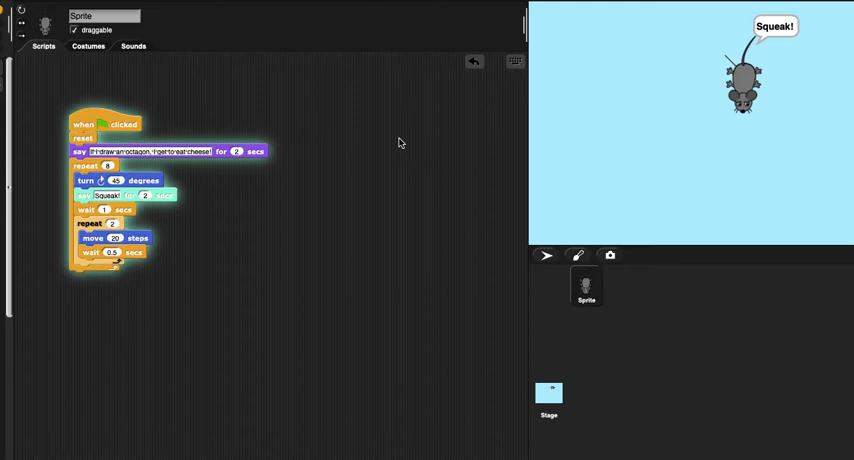 Sprite
draggable
Scripts Costumes Sounds
Squeak!
when clicked
reset
say If I draw an octagon, I get to eat cheese! for 2 secs
repeat 8
turn 45 degrees
say Squeak! for 2 secs
wait 1 secs
repeat 2
move 20 steps
wait 0.5 secs
Sprite
Stage